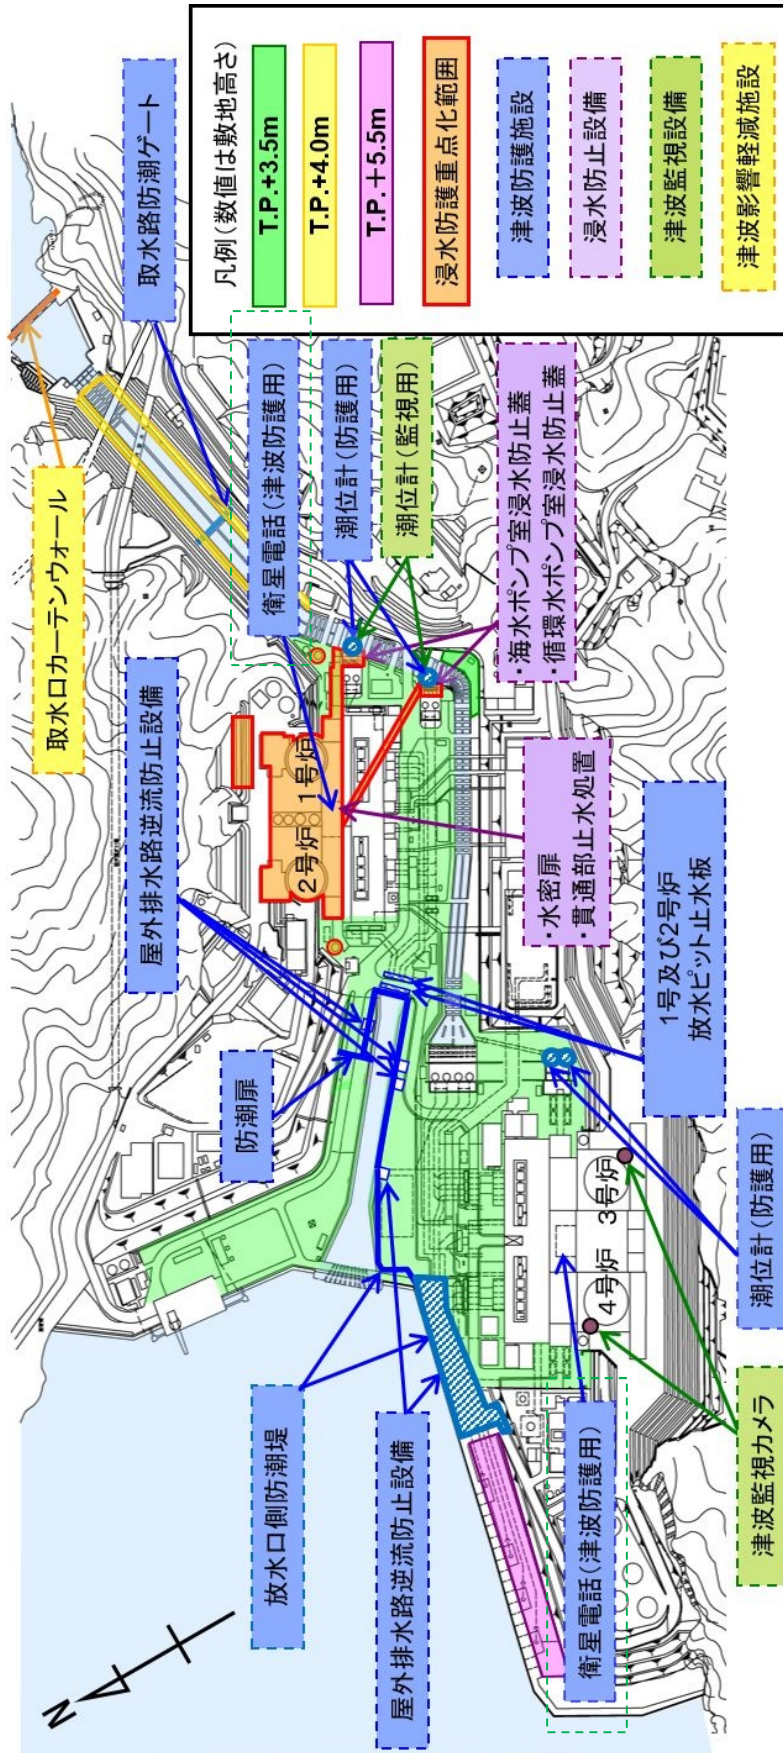 取水口カーテンウォール
取水路防潮ゲート
屋外排水路逆流防止設備
衛星電話(津波防護用)
潮位計(防護用)
潮位計(監視用)
・海水ポンプ室浸水防止蓋
・循環水ポンプ室浸水防止蓋
防潮扉
2号炉
1号炉
・水密扉
・貫通部止水処置
1号及び2号炉
放水ピット止水板
放水口側防潮堤
屋外排水路逆流防止設備
4号炉
3号炉
衛星電話(津波防護用)
潮位計(防護用)
津波監視カメラ
N
凡例(数値は敷地高さ)
T.P.+3.5m
T.P.+4.0m
T.P.+5.5m
浸水防護重点化範囲
津波防護施設
浸水防止設備
津波監視設備
津波影響軽減施設